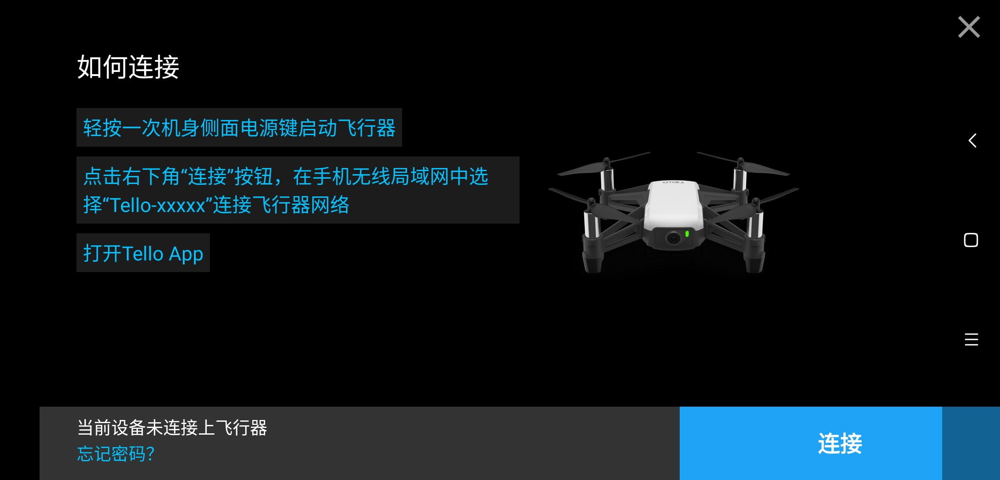 如何连接
轻按一次机身侧面电源键启动飞行器
点击右下角“连接”按钮，在手机无线局域网中选
择“Tello-xxxxx”连接飞行器网络
打开Tello App
TELLO
当前设备未连接上飞行器
忘记密码？
连接